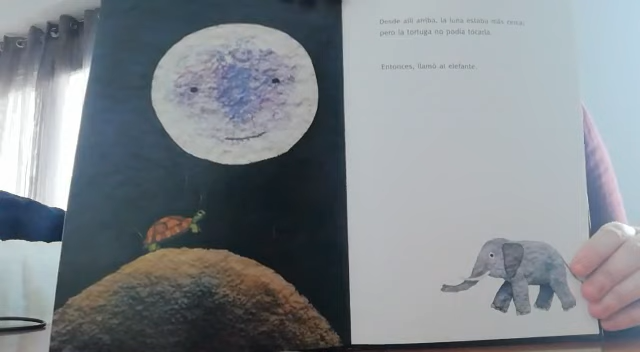 Desde allí arriba, la luna estaba más cerca;
pero la tortuga no podía tocarla.
Entonces, llamó al elefante.